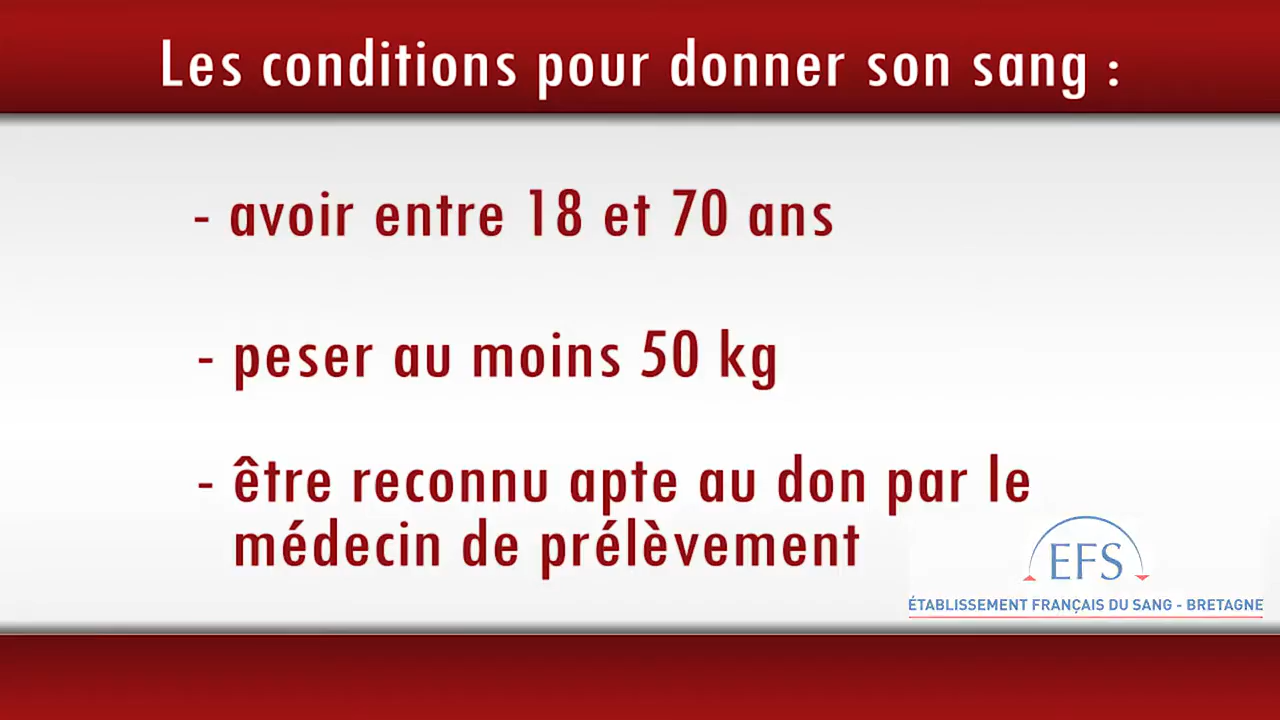 Les conditions pour donner son sang :
- avoir entre 18 et 70 ans
- peser au moins 50 kg
- être reconnu apte au don par le
médecin de prélèvement
EFS
ÉTABLISSEMENT FRANÇAIS DU SANG - BRETAGNE